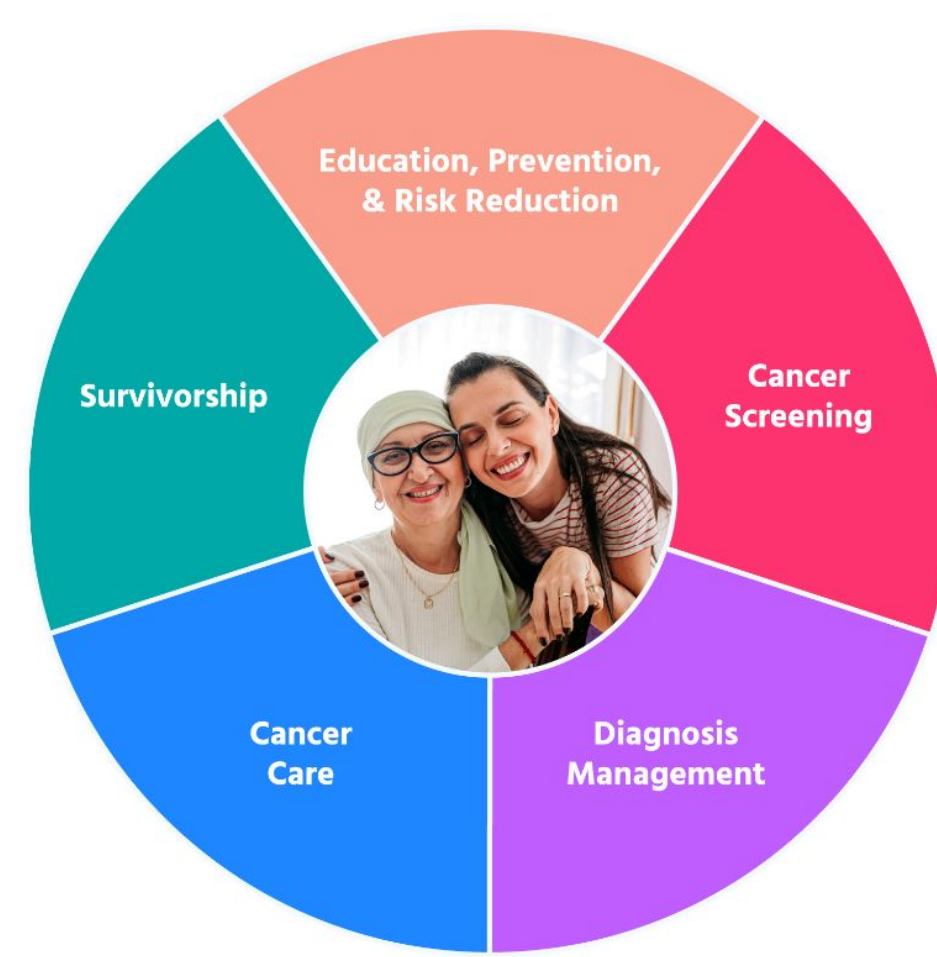 Education, Prevention,
& Risk Reduction
Cancer
Screening
Survivorship
Diagnosis
Management
Cancer
Care